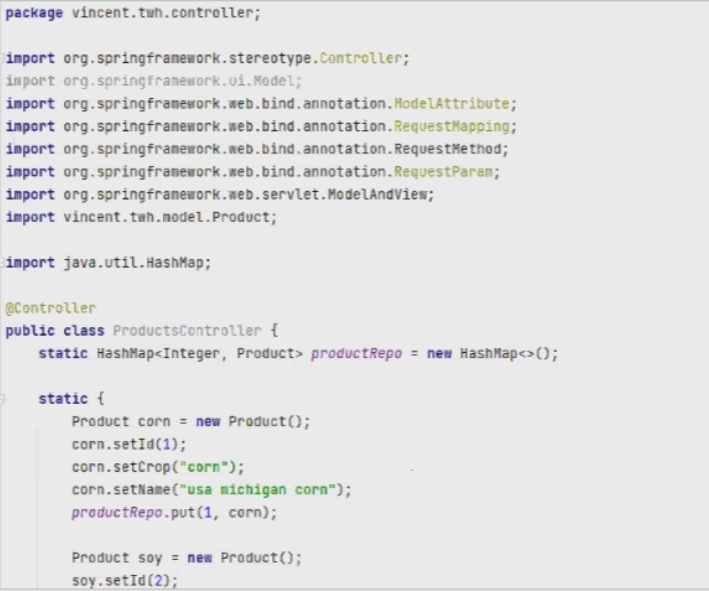 package vincent.twh.controller;
import org.springframework.stereotype.Controller;
import org.springframework.ui.Model;
import org.springframework.web.bind.annotation.ModelAttribute;
import org.springframework.web.bind.annotation.RequestMapping;
import org.springframework.web.bind.annotation.RequestMethod;
import org.springframework.web.bind.annotation.RequestParam;
import org.springframework.web.servlet.ModelAndView;
import vincent.twh.model.Product;
import java.util.HashMap;
@Controller
public class ProductsController {
static HashMap<Integer, Product> productRepo = new HashMap<>();
static {
Product corn = new Product();
corn.setId(1);
corn.setCrop("corn");
corn.setName("usa michigan corn");
productRepo.put(1, corn);
Product soy = new Product();
soy.setId(2);